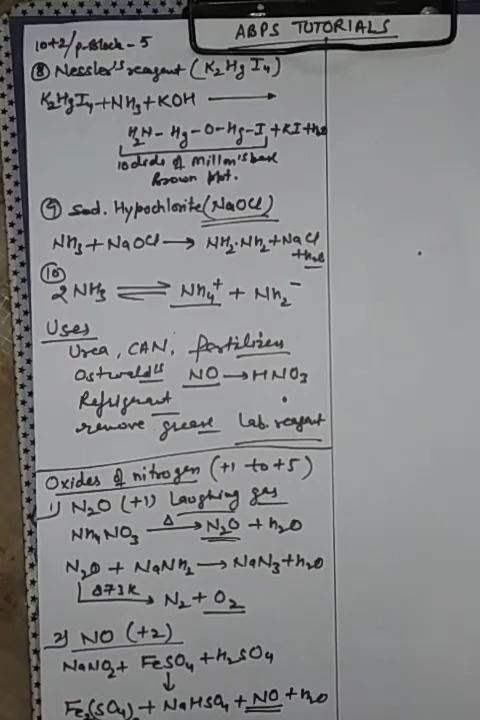 ABPS TUTORIALS
10+2/p-Block-5
⑧ Nessler's reagent (K2HgI4)
K2HgI4+NH3+KOH ⟶
H2N-Hg-O-Hg-I+KI+H2O
Iodide of Millon's base
Brown ppt.
⑨ Sod. Hypochlorite (NaOCl)
NH3+NaOCl ⟶ NH2.NH2+NaCl
+H2O
⑩
2NH3 ⇌ NH4+ + NH2-
Uses
Urea, CAN, fertilizers
Ostwald's NO ⟶ HNO3
Refrigerant
remove grease Lab. reagent
Oxides of nitrogen (+1 to +5)
1) N2O (+1) Laughing gas
NH4NO3 Δ⟶ N2O + H2O
N2O + NaNH2 ⟶ NaN3+H2O
873K ⟶ N2 + O2
2) NO (+2)
NaNO2+ FeSO4+H2SO4
↓
Fe2(SO4)3 + NaHSO4 + NO + H2O